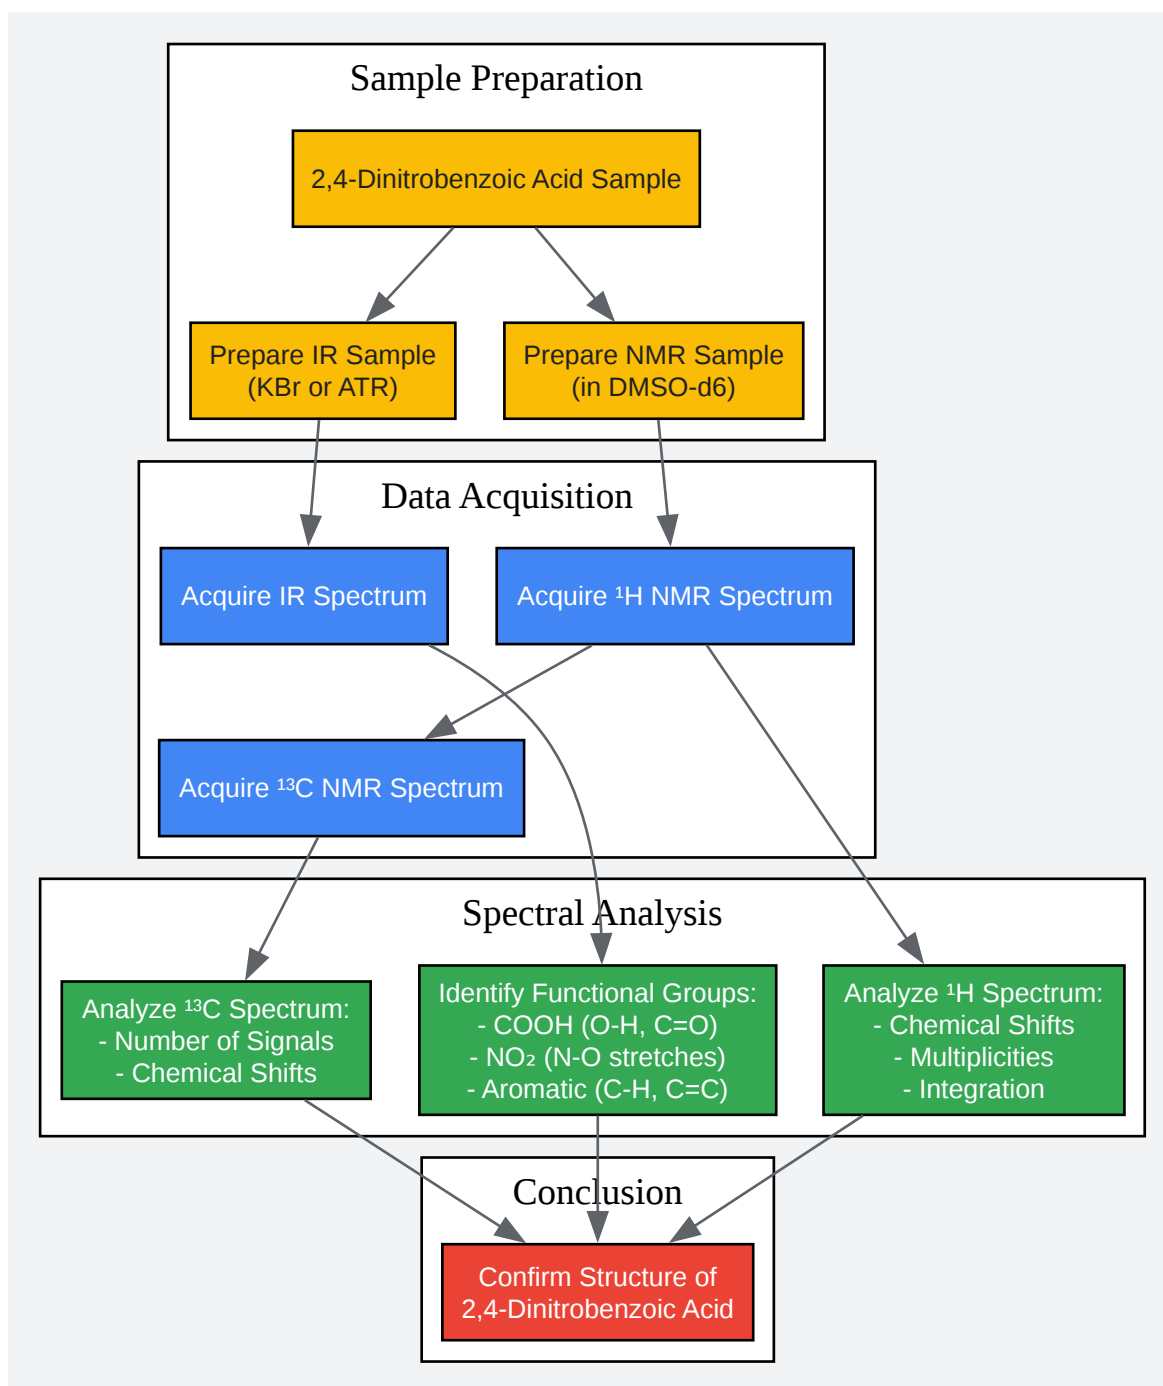 Sample Preparation
2,4-Dinitrobenzoic Acid Sample
Prepare IR Sample
(KBr or ATR)
Prepare NMR Sample
(in DMSO-d6)
Data Acquisition
Acquire IR Spectrum
Acquire ¹H NMR Spectrum
Acquire ¹³C NMR Spectrum
Spectral Analysis
Analyze ¹³C Spectrum:
- Number of Signals
- Chemical Shifts
Identify Functional Groups:
- COOH (O-H, C=O)
- NO₂ (N-O stretches)
- Aromatic (C-H, C=C)
Analyze ¹H Spectrum:
- Chemical Shifts
- Multiplicities
- Integration
Conclusion
Confirm Structure of
2,4-Dinitrobenzoic Acid